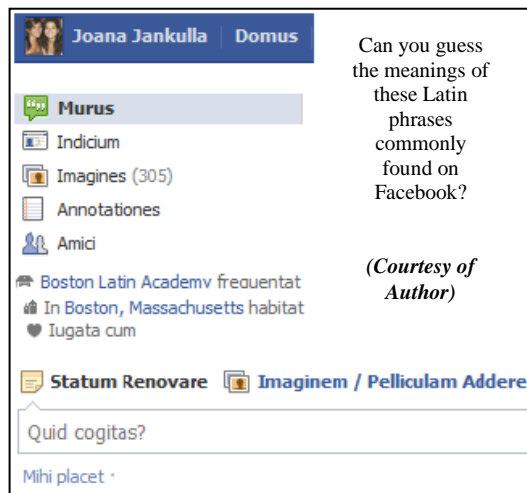 Joana Jankulla Domus
Can you guess
the meanings of
these Latin
phrases
commonly
found on
Facebook?
(Courtesy of
Author)
Murus
Indicium
Imagines (305)
Annotationes
Amici
Boston Latin Academy frequentat
In Boston, Massachusetts habitat
Iugata cum
Statum Renovare Imaginem / Pelliculam Addere
Quid cogitas?
Mihi placet ·